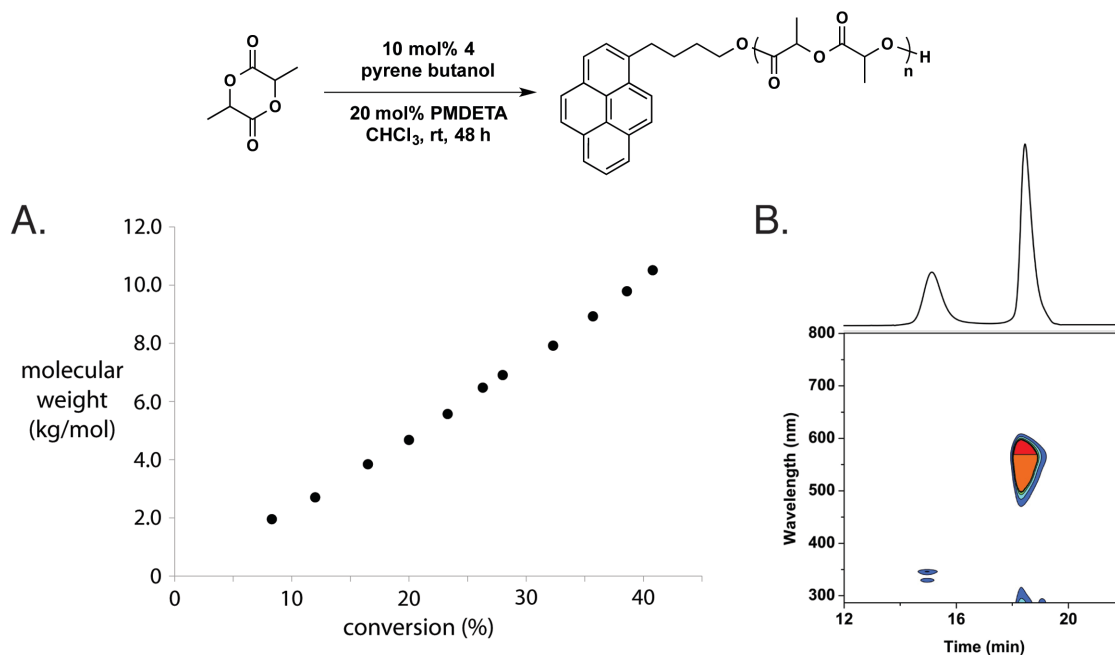 10 mol% 4
pyrene butanol
20 mol% PMDETA
CHCl3, rt, 48 h
O
O
O
O
O
O
O
O
O
H
n
A.
12.0
10.0
8.0
6.0
4.0
2.0
0
molecular
weight
(kg/mol)
0
10
20
30
40
conversion (%)
B.
800
700
600
500
400
300
Wavelength (nm)
12
16
20
Time (min)